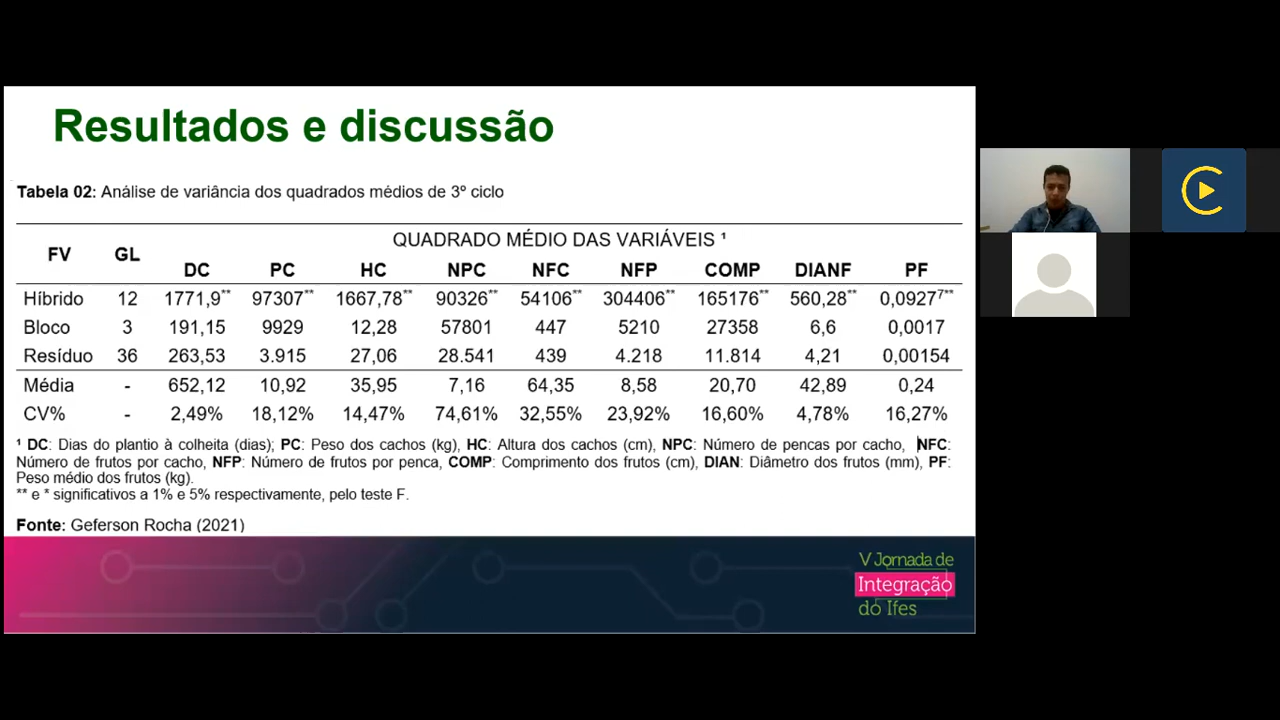 Resultados e discussão
Tabela 02: Análise de variância dos quadrados médios de 3º ciclo
FV GL QUADRADO MÉDIO DAS VARIÁVEIS ¹
DC PC HC NPC NFC NFP COMP DIANF PF
Híbrido 12 1771,9** 97307** 1667,78** 90326** 54106** 304406** 165176** 560,28** 0,0927⁷**
Bloco 3 191,15 9929 12,28 57801 447 5210 27358 6,6 0,0017
Resíduo 36 263,53 3.915 27,06 28.541 439 4.218 11.814 4,21 0,00154
Média - 652,12 10,92 35,95 7,16 64,35 8,58 20,70 42,89 0,24
CV% - 2,49% 18,12% 14,47% 74,61% 32,55% 23,92% 16,60% 4,78% 16,27%
¹ DC: Dias do plantio à colheita (dias); PC: Peso dos cachos (kg), HC: Altura dos cachos (cm), NPC: Número de pencas por cacho, NFC:
Número de frutos por cacho, NFP: Número de frutos por penca, COMP: Comprimento dos frutos (cm), DIAN: Diâmetro dos frutos (mm), PF:
Peso médio dos frutos (kg).
** e * significativos a 1% e 5% respectivamente, pelo teste F.
Fonte: Geferson Rocha (2021)
V Jornada de
Integração
do Ifes